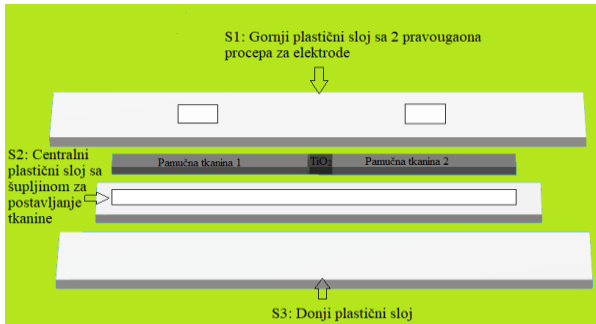 S1: Gornji plastični sloj sa 2 pravougaona
procepa za elektrode
Pamučna tkanina 1
TiO₂
Pamučna tkanina 2
S2: Centralni
plastični sloj sa
šupljinom za
postavljanje
tkanine
S3: Donji plastični sloj